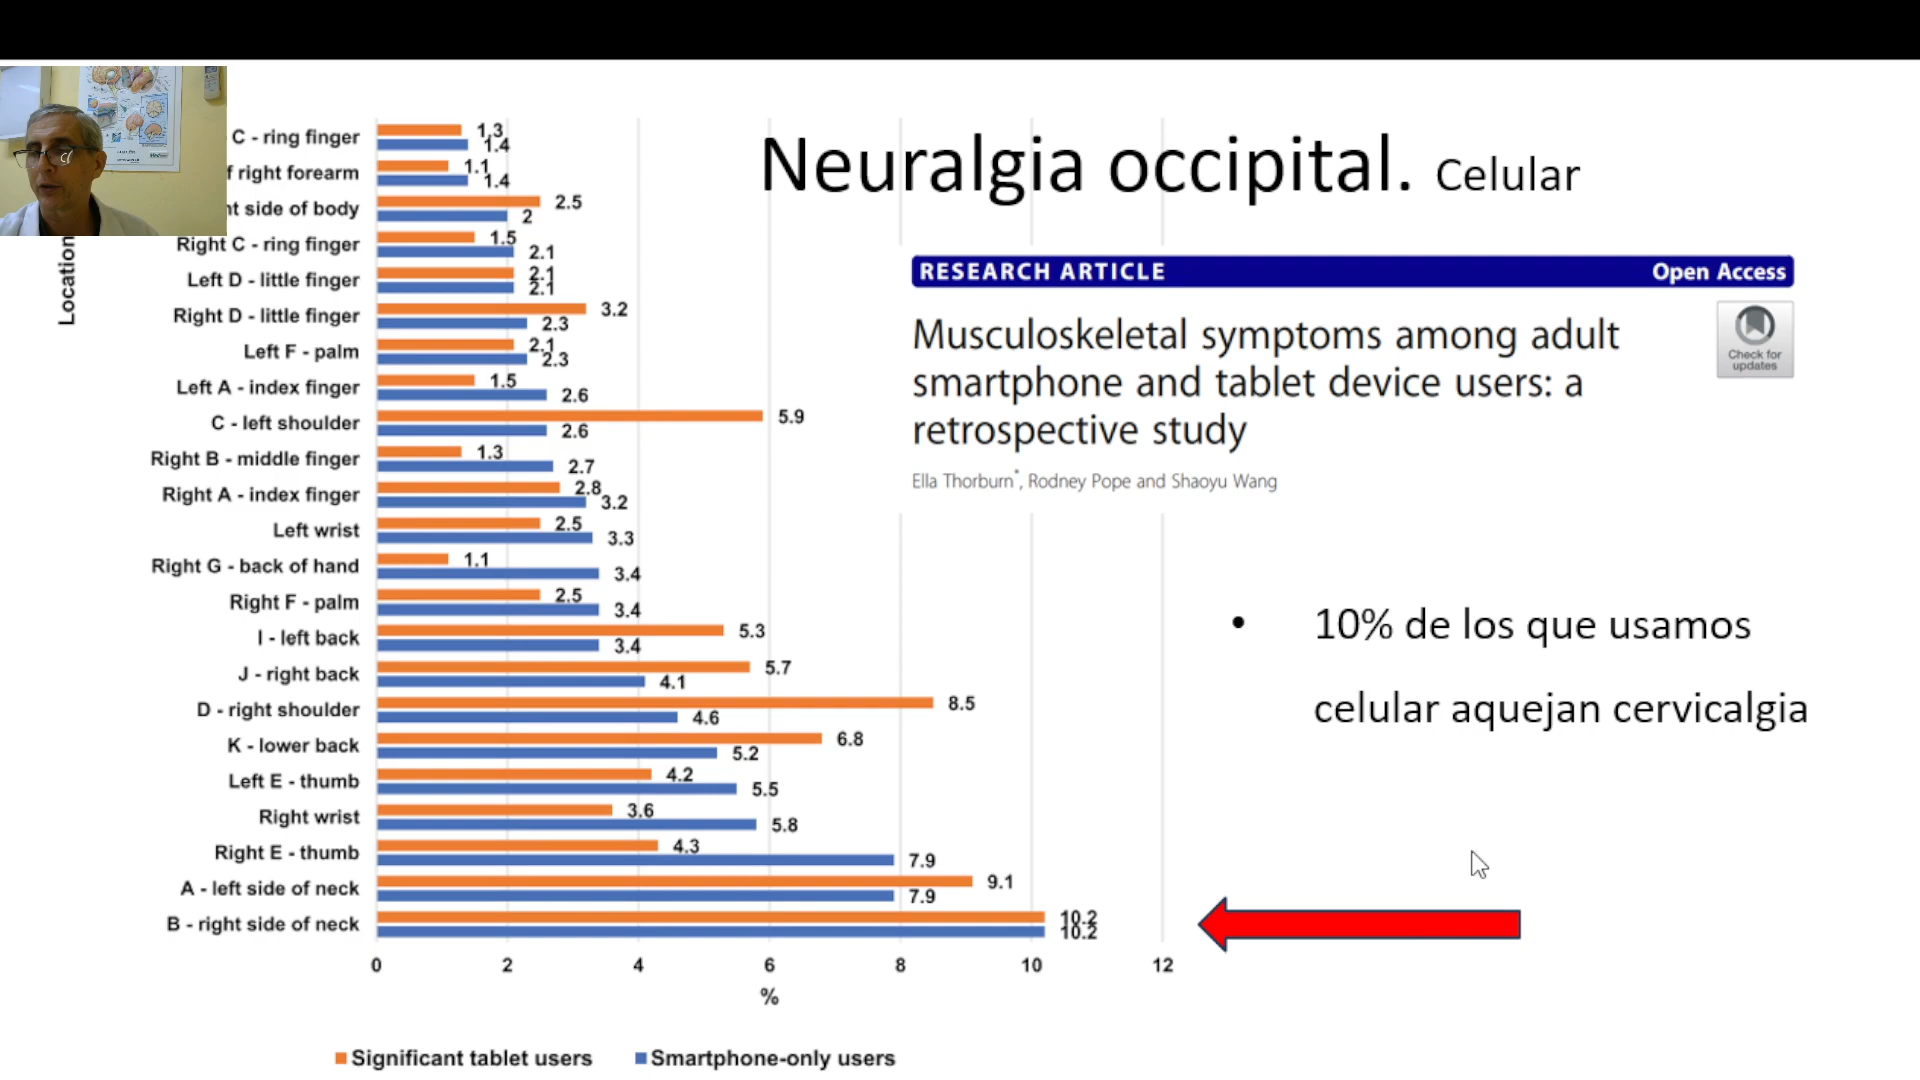 Neuralgia occipital. Celular
RESEARCH ARTICLE Open Access
Musculoskeletal symptoms among adult
smartphone and tablet device users: a
retrospective study
Check for
updates
Ella Thorburn*, Rodney Pope and Shaoyu Wang
• 10% de los que usamos
celular aquejan cervicalgia
Location
C - ring finger 1.3 1.4
right forearm 1.1 1.4
side of body 2.5 2
Right C - ring finger 1.5 2.1
Left D - little finger 2.1 2.1
Right D - little finger 3.2 2.3
Left F - palm 2.1 2.3
Left A - index finger 1.5 2.6
C - left shoulder 5.9 2.6
Right B - middle finger 1.3 2.7
Right A - index finger 2.8 3.2
Left wrist 2.5 3.3
Right G - back of hand 1.1 3.4
Right F - palm 2.5 3.4
I - left back 5.3 3.4
J - right back 5.7 4.1
D - right shoulder 8.5 4.6
K - lower back 6.8 5.2
Left E - thumb 4.2 5.5
Right wrist 3.6 5.8
Right E - thumb 4.3 7.9
A - left side of neck 9.1 7.9
B - right side of neck 10.2 10.2
0 2 4 6 8 10 12
%
Significant tablet users Smartphone-only users